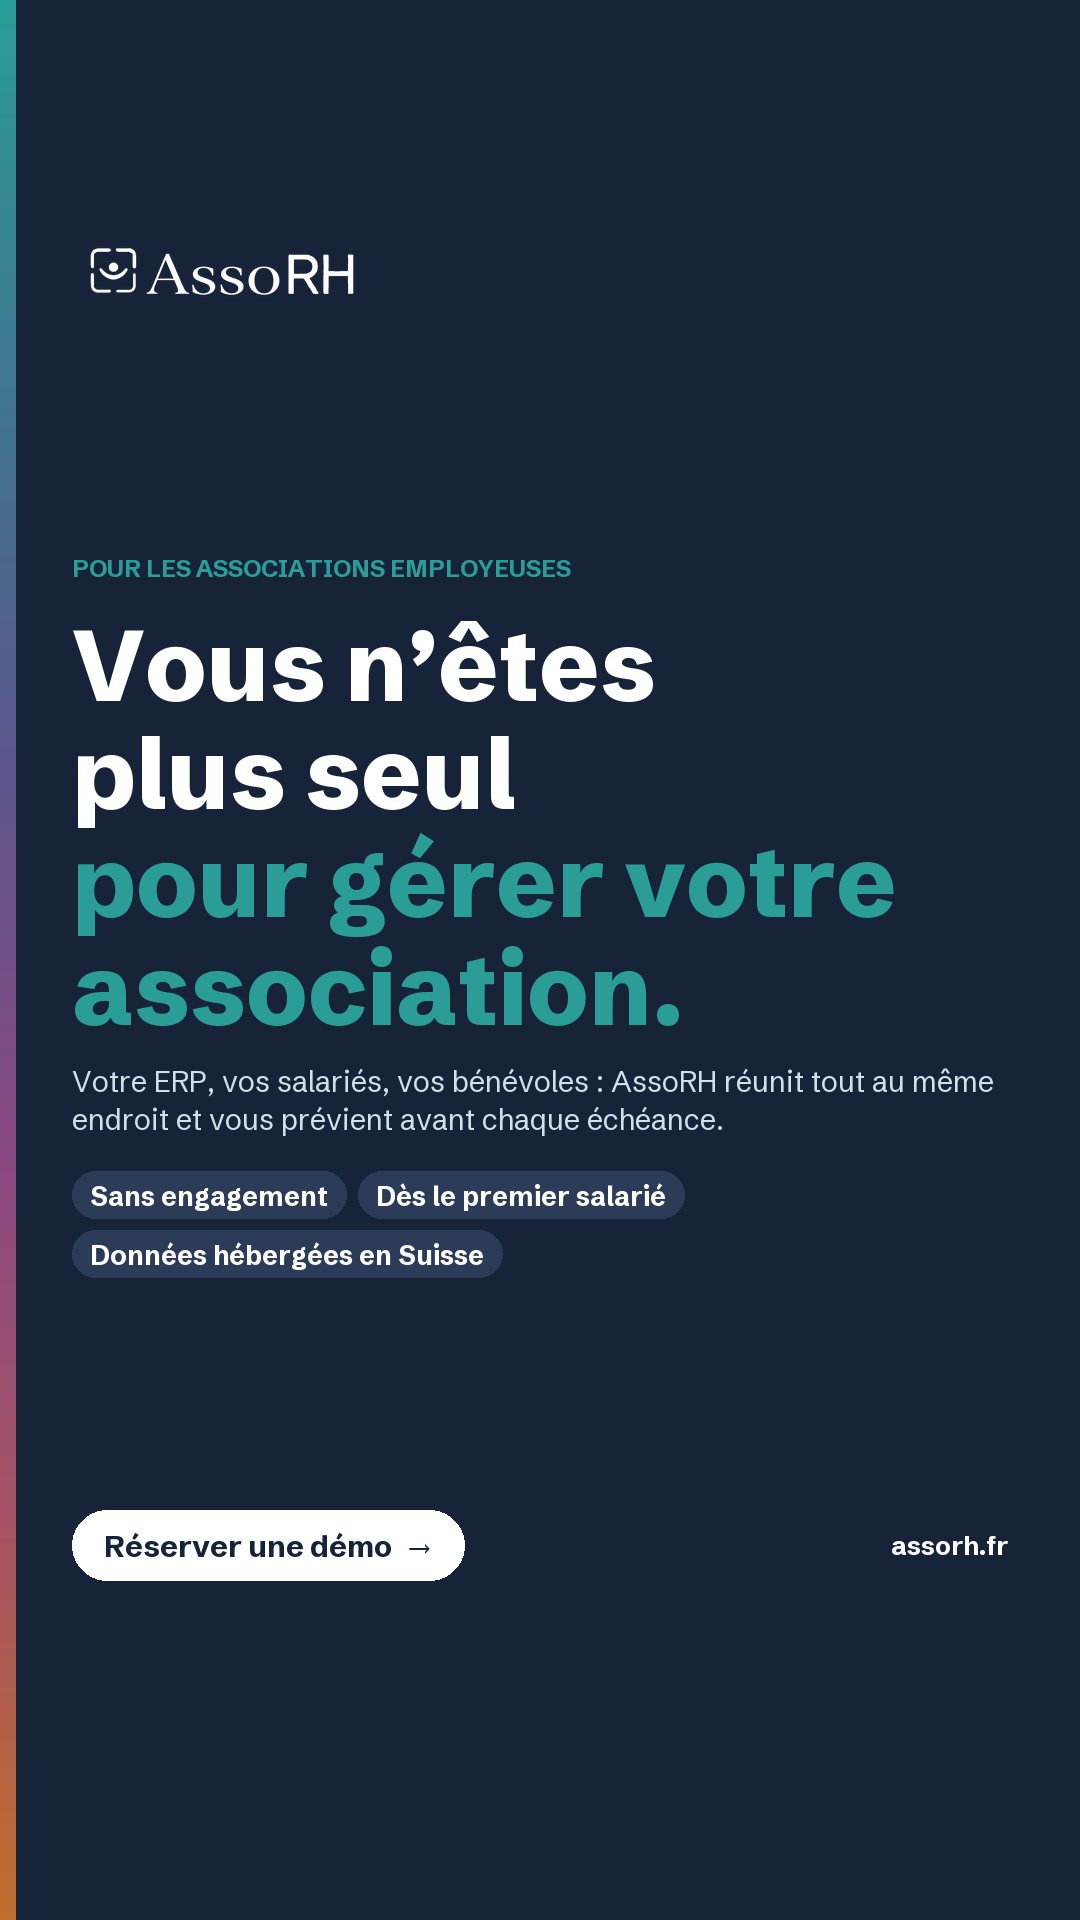 AssoRH
POUR LES ASSOCIATIONS EMPLOYEUSES
Vous n’êtes
plus seul
pour gérer votre
association.
Votre ERP, vos salariés, vos bénévoles : AssoRH réunit tout au même
endroit et vous prévient avant chaque échéance.
Sans engagement
Dès le premier salarié
Données hébergées en Suisse
Réserver une démo →
assorh.fr